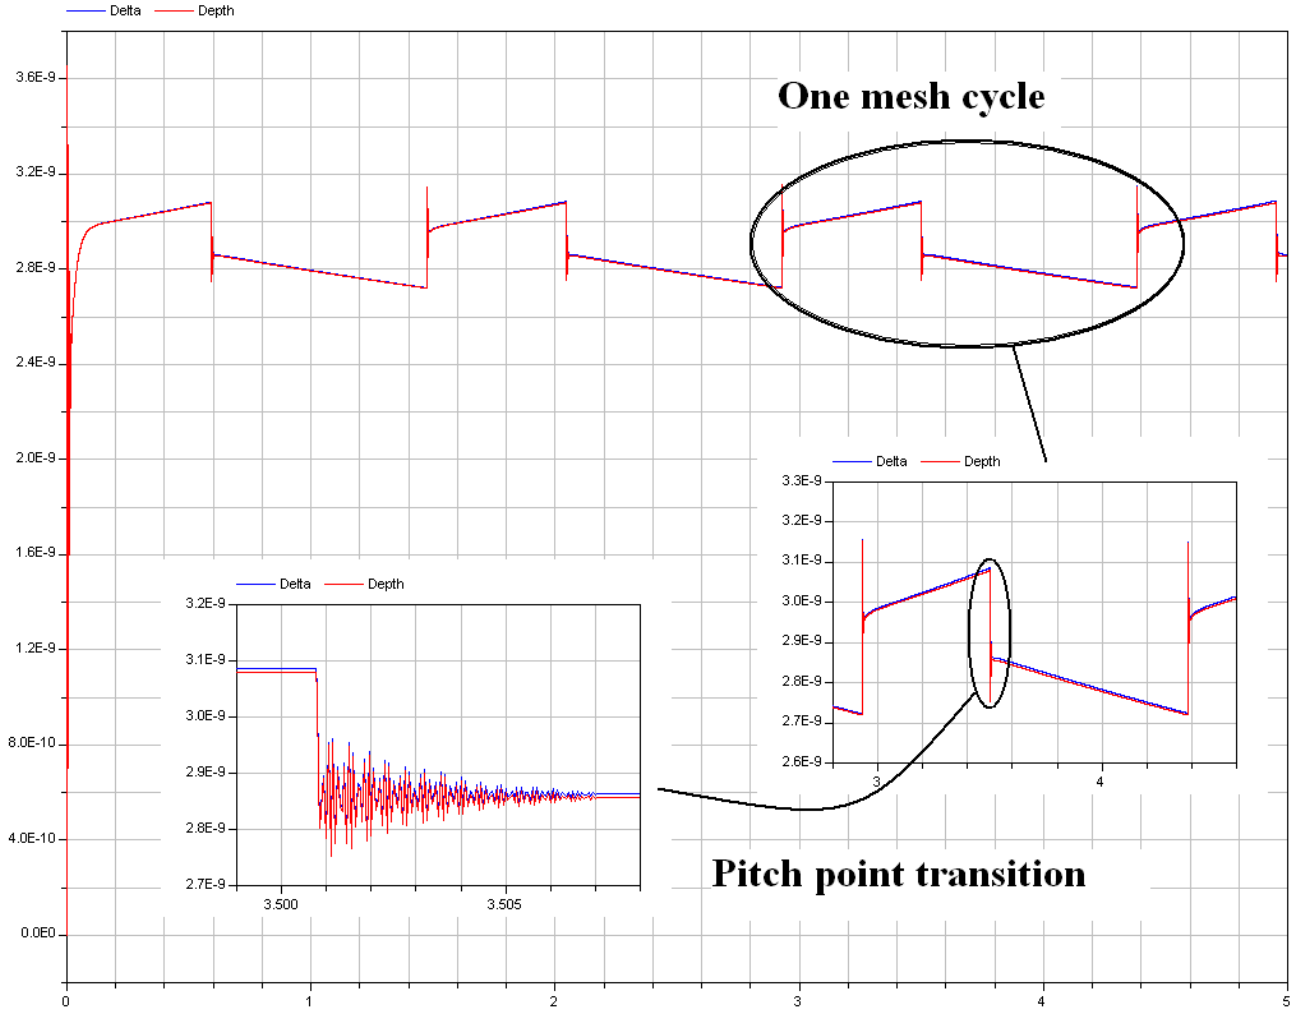 Delta Depth
3.6E-9
One mesh cycle
3.2E-9
2.8E-9
2.4E-9
2.0E-9
1.6E-9
1.2E-9
8.0E-10
4.0E-10
0.0E0
0 1 2 3 4 5
Delta Depth
3.3E-9
3.2E-9
3.1E-9
3.0E-9
2.9E-9
2.8E-9
2.7E-9
2.6E-9
3 4
Delta Depth
3.2E-9
3.1E-9
3.0E-9
2.9E-9
2.8E-9
2.7E-9
3.500 3.505
Pitch point transition